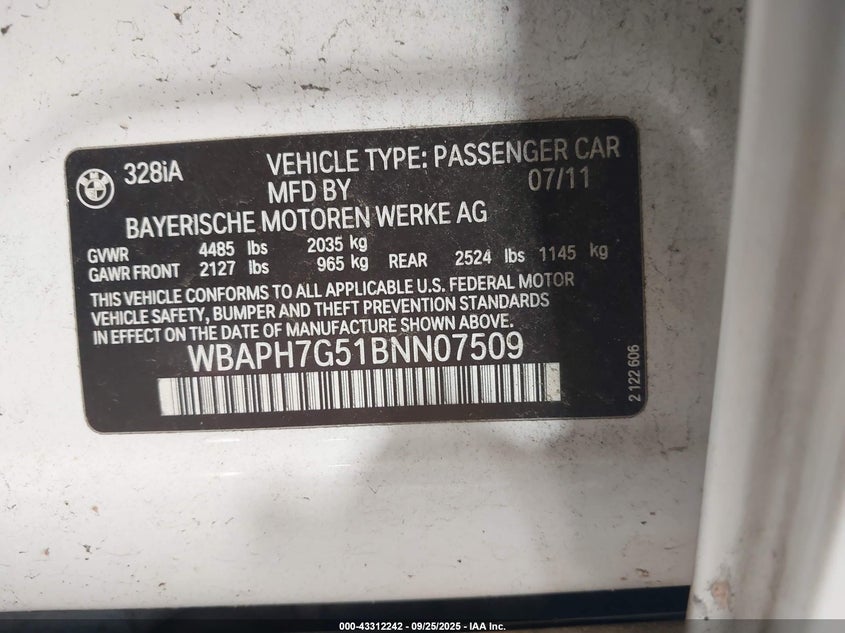 BMW
328iA
VEHICLE TYPE: PASSENGER CAR
MFD BY 07/11
BAYERISCHE MOTOREN WERKE AG
GVWR 4485 lbs 2035 kg
GAWR FRONT 2127 lbs 965 kg REAR 2524 lbs 1145 kg
THIS VEHICLE CONFORMS TO ALL APPLICABLE U.S. FEDERAL MOTOR
VEHICLE SAFETY, BUMPER AND THEFT PREVENTION STANDARDS
IN EFFECT ON THE DATE OF MANUFACTURE SHOWN ABOVE.
WBAPH7G51BNN07509
2 122 606
000-43312242 - 09/25/2025 - IAA Inc.